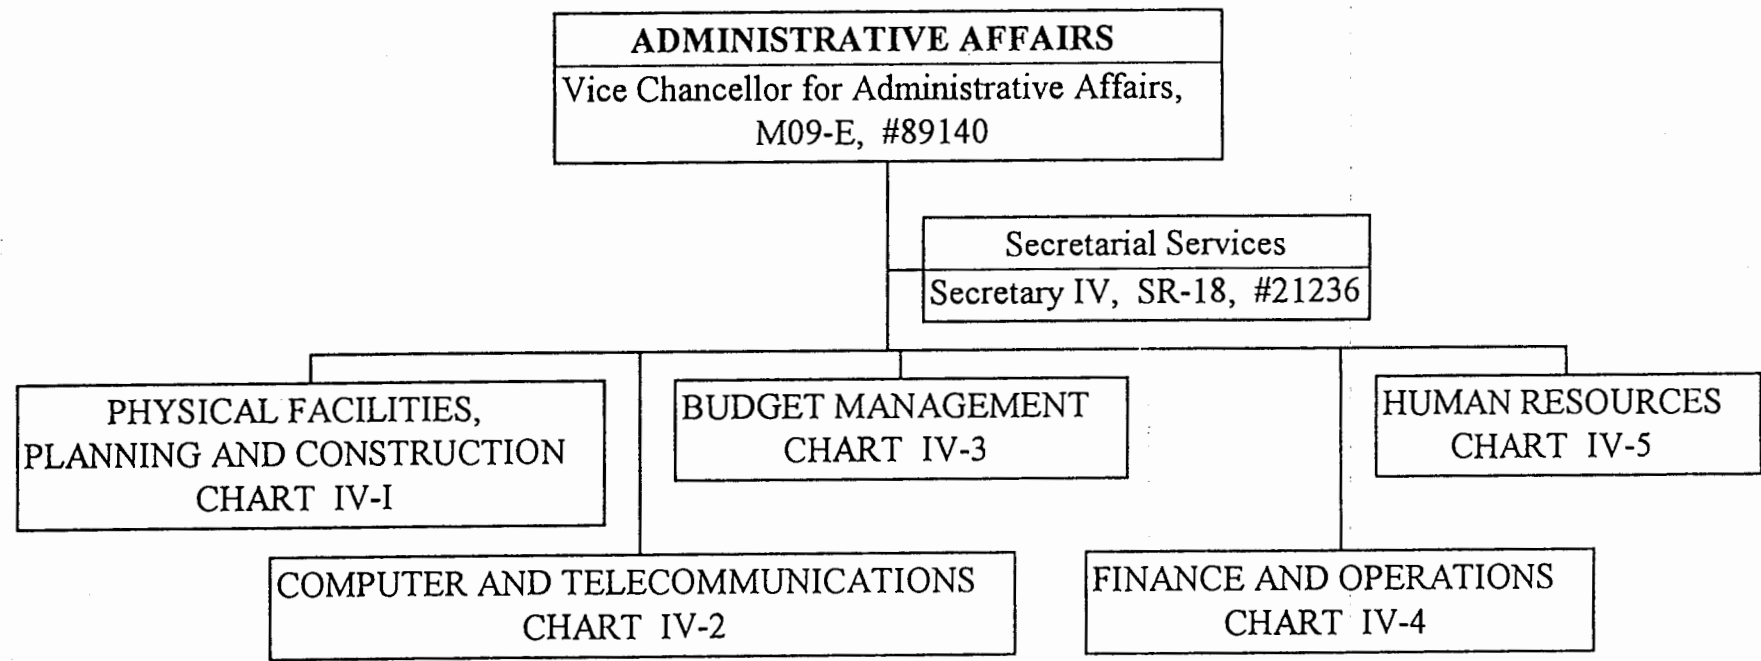 ADMINISTRATIVE AFFAIRS
Vice Chancellor for Administrative Affairs,
M09-E, #89140
Secretarial Services
Secretary IV, SR-18, #21236
PHYSICAL FACILITIES,
PLANNING AND CONSTRUCTION
CHART IV-I
COMPUTER AND TELECOMMUNICATIONS
CHART IV-2
BUDGET MANAGEMENT
CHART IV-3
FINANCE AND OPERATIONS
CHART IV-4
HUMAN RESOURCES
CHART IV-5